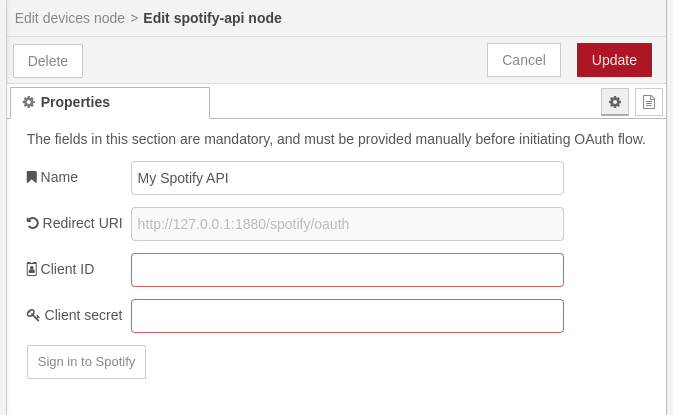 Edit devices node > Edit spotify-api node
Delete Cancel Update
Properties
The fields in this section are mandatory, and must be provided manually before initiating OAuth flow.
Name My Spotify API
Redirect URI http://127.0.0.1:1880/spotify/oauth
Client ID
Client secret
Sign in to Spotify